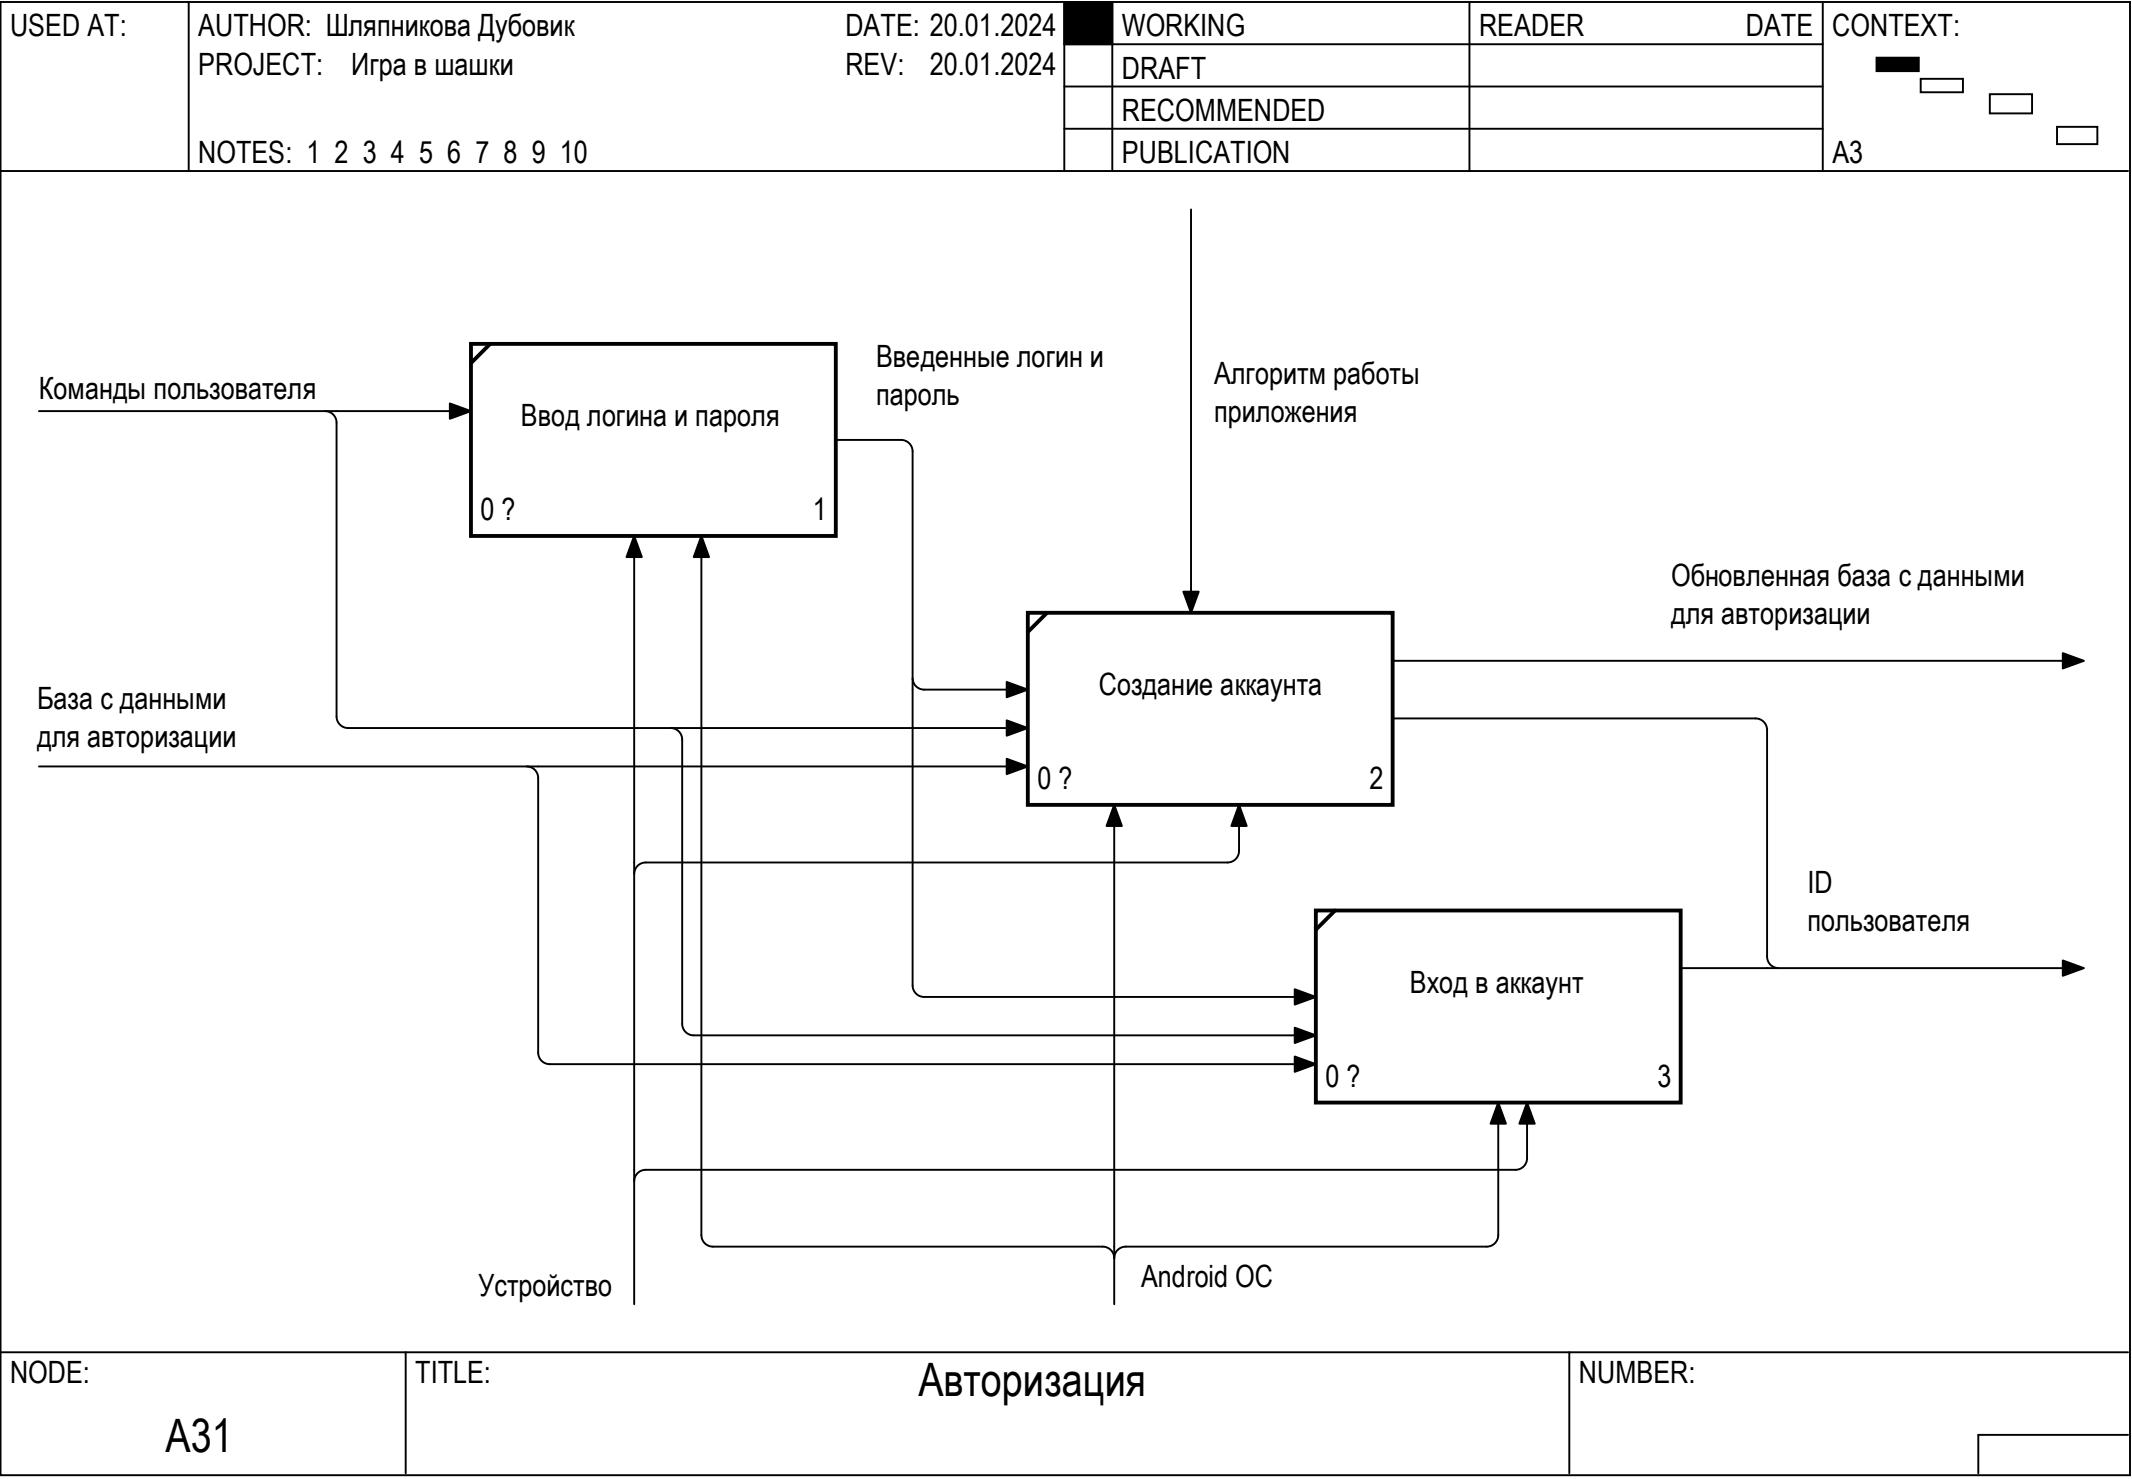 USED AT:
AUTHOR: Шляпникова Дубовик
DATE: 20.01.2024
PROJECT: Игра в шашки
REV: 20.01.2024
NOTES: 1 2 3 4 5 6 7 8 9 10
WORKING
DRAFT
RECOMMENDED
PUBLICATION
READER DATE
CONTEXT:
A3
Команды пользователя
Ввод логина и пароля
0 ? 1
Введенные логин и
пароль
Алгоритм работы
приложения
Обновленная база с данными
для авторизации
База с данными
для авторизации
Создание аккаунта
0 ? 2
ID
пользователя
Вход в аккаунт
0 ? 3
Устройство
Android ОС
NODE:
A31
TITLE:
Авторизация
NUMBER: